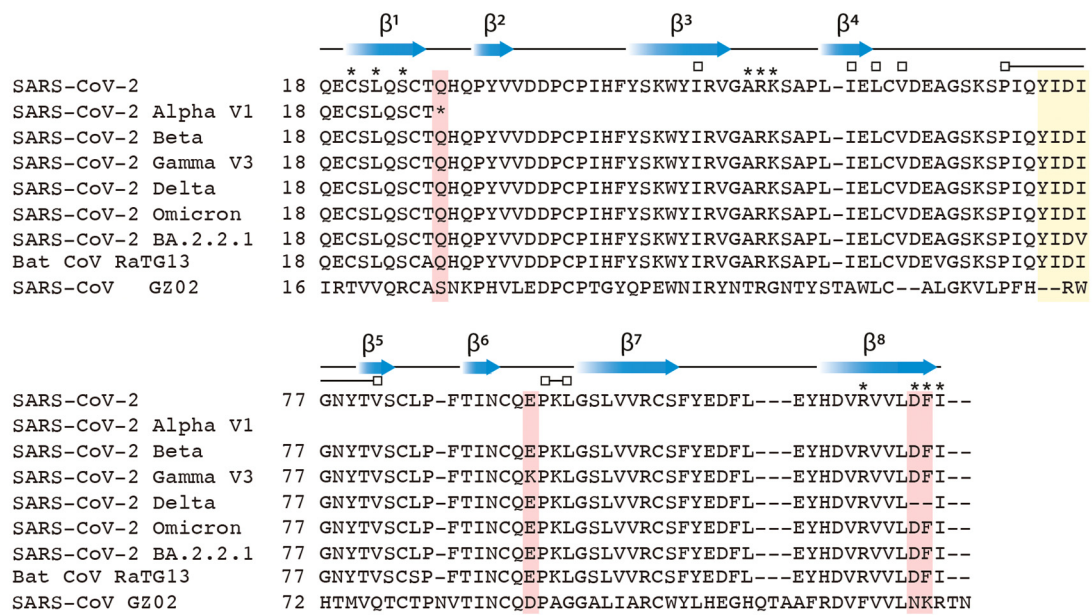 β¹ β² β³ β⁴
* * * ***
SARS-CoV-2 18 QECSLQSCTQHQPYVVDDPCPIHFYSKWYIRVGARKSAPL-IELCVDEAGSKSPIQYIDI
SARS-CoV-2 Alpha V1 18 QECSLQSCT*
SARS-CoV-2 Beta 18 QECSLQSCTQHQPYVVDDPCPIHFYSKWYIRVGARKSAPL-IELCVDEAGSKSPIQYIDI
SARS-CoV-2 Gamma V3 18 QECSLQSCTQHQPYVVDDPCPIHFYSKWYIRVGARKSAPL-IELCVDEAGSKSPIQYIDI
SARS-CoV-2 Delta 18 QECSLQSCTQHQPYVVDDPCPIHFYSKWYIRVGARKSAPL-IELCVDEAGSKSPIQYIDI
SARS-CoV-2 Omicron 18 QECSLQSCTQHQPYVVDDPCPIHFYSKWYIRVGARKSAPL-IELCVDEAGSKSPIQYIDI
SARS-CoV-2 BA.2.2.1 18 QECSLQSCTQHQPYVVDDPCPIHFYSKWYIRVGARKSAPL-IELCVDEAGSKSPIQYIDV
Bat CoV RaTG13 18 QECSLQSCAQHQPYVVDDPCPIHFYSKWYIRVGARKSAPL-IELCVDEVGSKSPIQYIDI
SARS-CoV GZ02 16 IRTVVQRCASNKPHVLEDPCPTGYQPEWNIRYNTRGNTYSTAWLC--ALGKVLPFH--RW
β⁵ β⁶ β⁷ β⁸
* ***
SARS-CoV-2 77 GNYTVSCLP-FTINCQEPKLGSLVVRCSFYEDFL---EYHDVRVVLDFI--
SARS-CoV-2 Alpha V1
SARS-CoV-2 Beta 77 GNYTVSCLP-FTINCQEPKLGSLVVRCSFYEDFL---EYHDVRVVLDFI--
SARS-CoV-2 Gamma V3 77 GNYTVSCLP-FTINCQKPKLGSLVVRCSFYEDFL---EYHDVRVVLDFI--
SARS-CoV-2 Delta 77 GNYTVSCLP-FTINCQEPKLGSLVVRCSFYEDFL---EYHDVRVVL--I--
SARS-CoV-2 Omicron 77 GNYTVSCLP-FTINCQEPKLGSLVVRCSFYEDFL---EYHDVRVVLDFI--
SARS-CoV-2 BA.2.2.1 77 GNYTVSCLP-FTINCQEPKLGSLVVRCSFYEDFL---EYHDVRVVLDFI--
Bat CoV RaTG13 77 GNYTVSCSP-FTINCQEPKLGSLVVRCSFYEDFL---EYHDVRVVLDFI--
SARS-CoV GZ02 72 HTMVQTCTPNVTINCQDPAGGALIARCWYLHEGHQTAAFRDVFVVLNKRTN